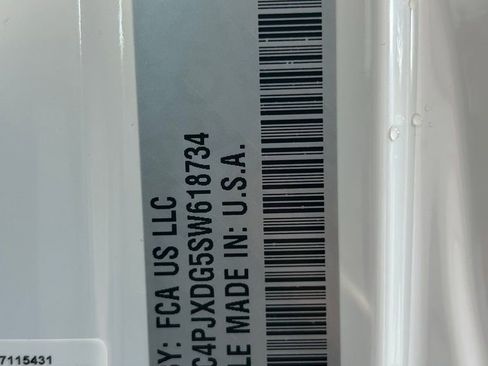 BY: FCA US LLC
C4PJXDG5SW618734
LE MADE IN: U.S.A.
7115431